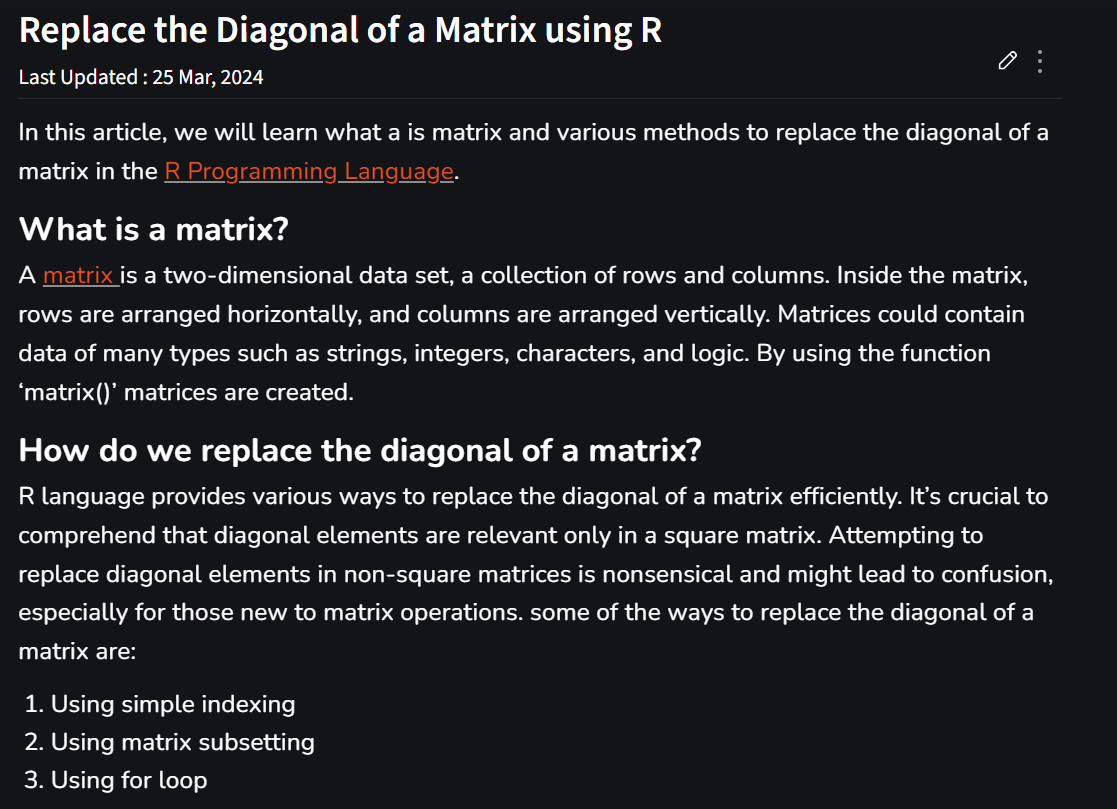 Replace the Diagonal of a Matrix using R
Last Updated : 25 Mar, 2024
In this article, we will learn what a is matrix and various methods to replace the diagonal of a
matrix in the R Programming Language.
What is a matrix?
A matrix is a two-dimensional data set, a collection of rows and columns. Inside the matrix,
rows are arranged horizontally, and columns are arranged vertically. Matrices could contain
data of many types such as strings, integers, characters, and logic. By using the function
‘matrix()’ matrices are created.
How do we replace the diagonal of a matrix?
R language provides various ways to replace the diagonal of a matrix efficiently. It’s crucial to
comprehend that diagonal elements are relevant only in a square matrix. Attempting to
replace diagonal elements in non-square matrices is nonsensical and might lead to confusion,
especially for those new to matrix operations. some of the ways to replace the diagonal of a
matrix are:
1. Using simple indexing
2. Using matrix subsetting
3. Using for loop